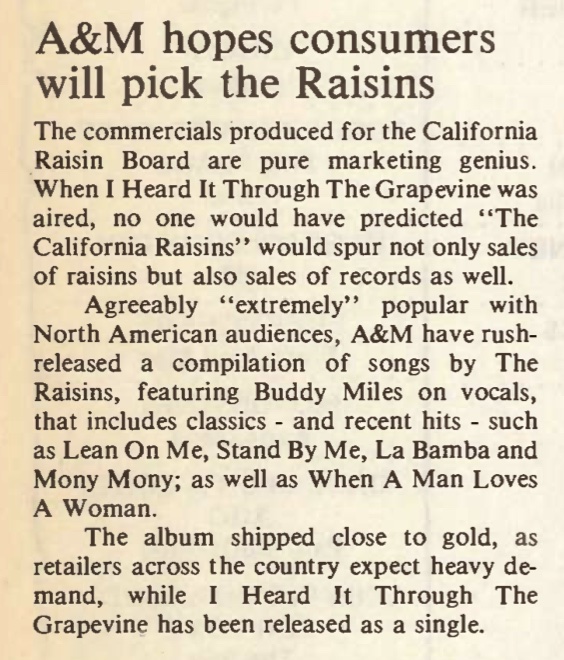 A&M hopes consumers
will pick the Raisins
The commercials produced for the California
Raisin Board are pure marketing genius.
When I Heard It Through The Grapevine was
aired, no one would have predicted "The
California Raisins" would spur not only sales
of raisins but also sales of records as well.
Agreeably "extremely" popular with
North American audiences, A&M have rush-
released a compilation of songs by The
Raisins, featuring Buddy Miles on vocals,
that includes classics - and recent hits - such
as Lean On Me, Stand By Me, La Bamba and
Mony Mony; as well as When A Man Loves
A Woman.
The album shipped close to gold, as
retailers across the country expect heavy de-
mand, while I Heard It Through The
Grapevine has been released as a single.